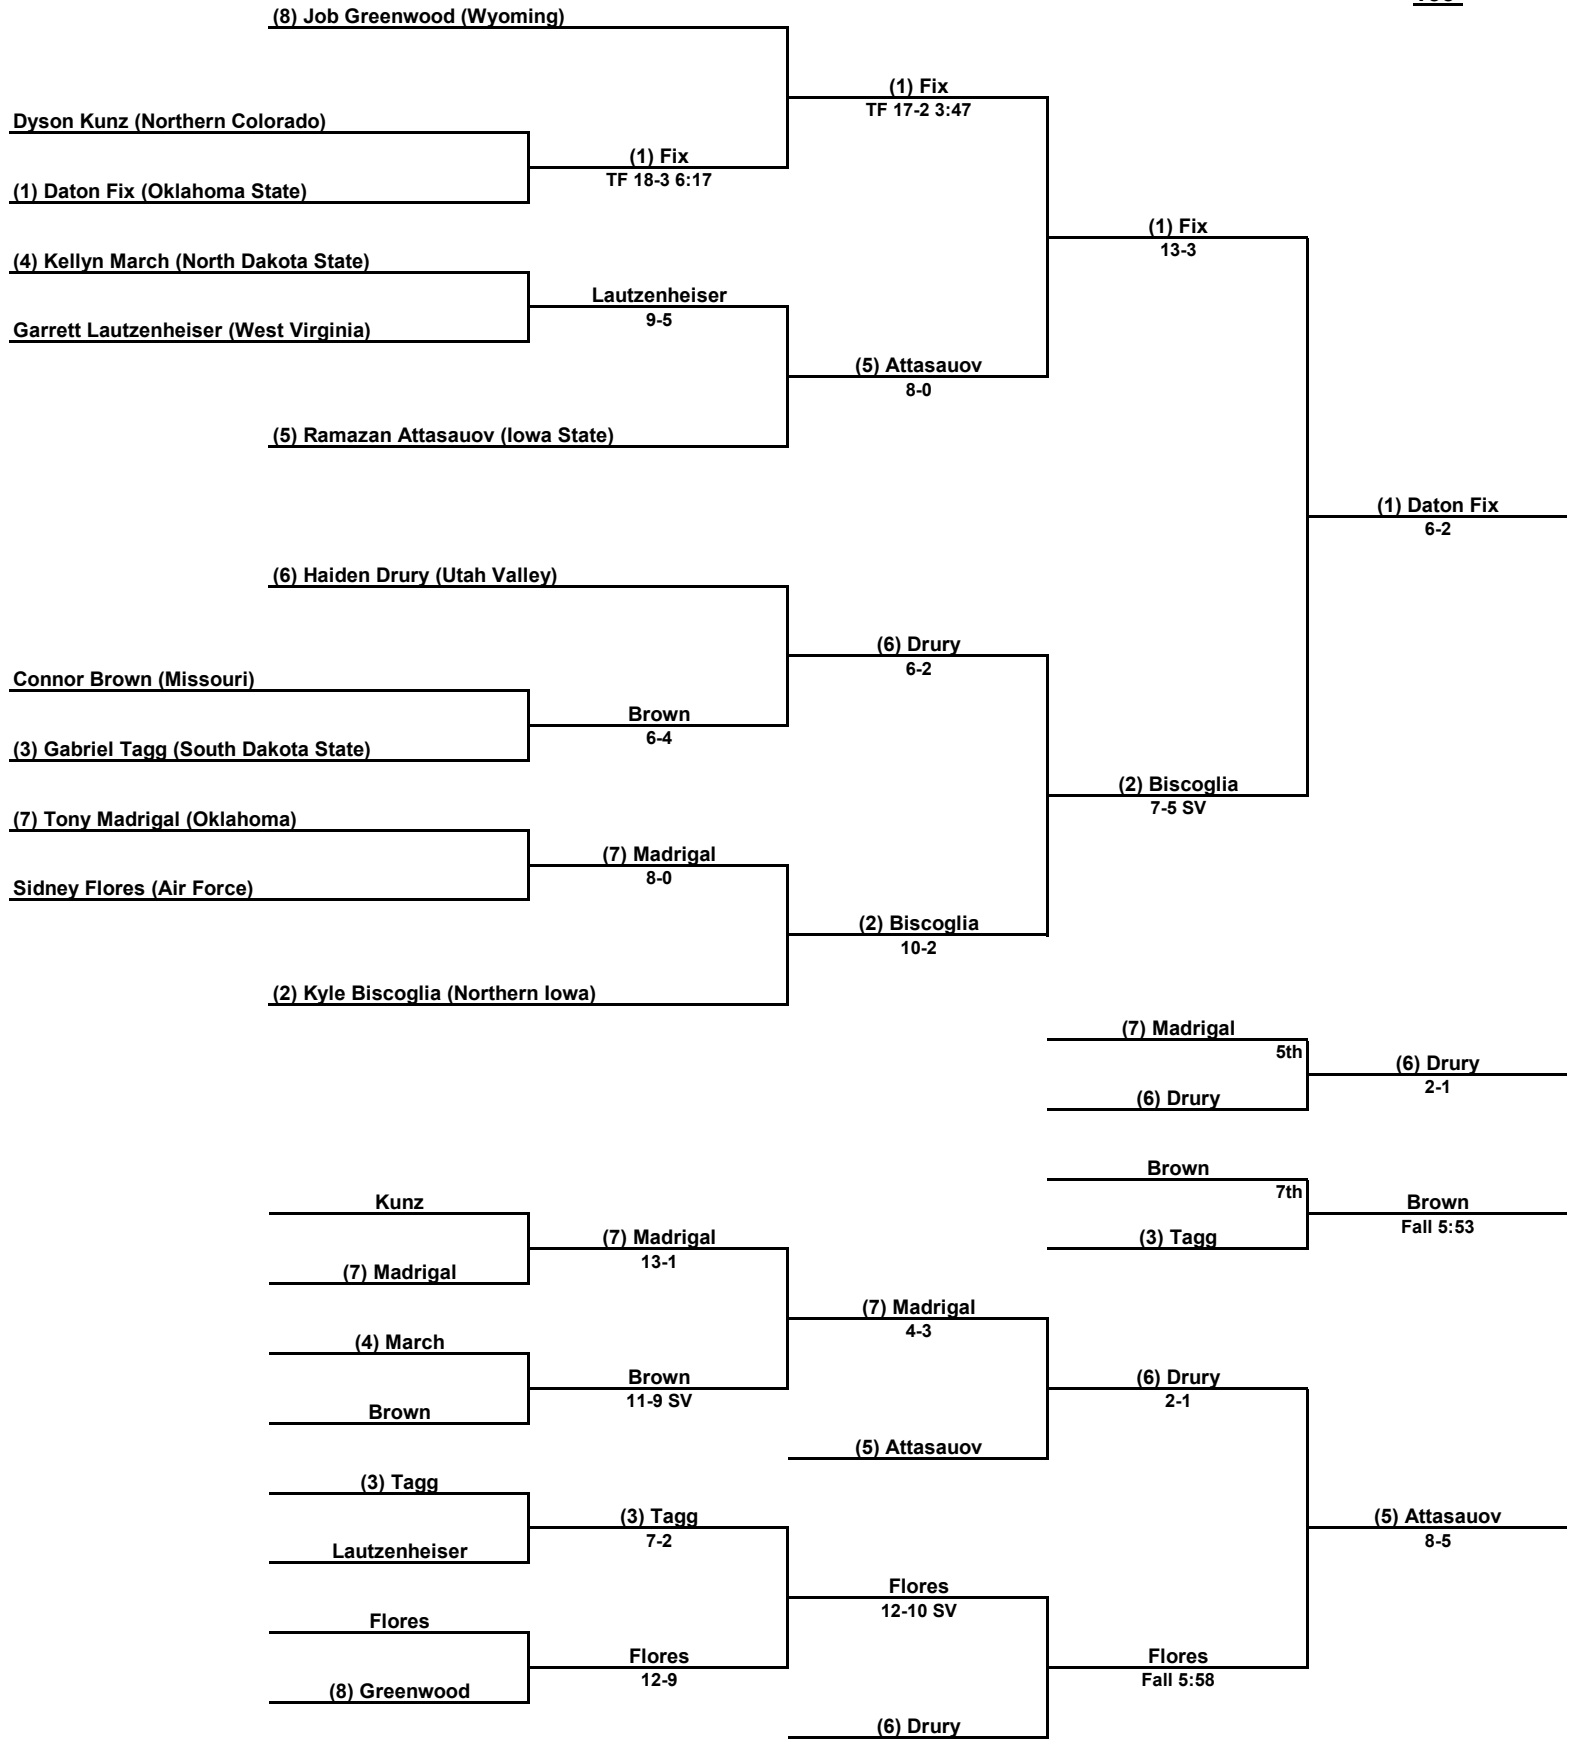 (8) Job Greenwood (Wyoming)
(1) Fix
TF 17-2 3:47
Dyson Kunz (Northern Colorado)
(1) Fix
TF 18-3 6:17
(1) Daton Fix (Oklahoma State)
(1) Fix
13-3
(4) Kellyn March (North Dakota State)
Lautzenheiser
9-5
Garrett Lautzenheiser (West Virginia)
(5) Attasauov
8-0
(5) Ramazan Attasauov (Iowa State)
(1) Daton Fix
6-2
(6) Haiden Drury (Utah Valley)
(6) Drury
6-2
Connor Brown (Missouri)
Brown
6-4
(3) Gabriel Tagg (South Dakota State)
(2) Biscoglia
7-5 SV
(7) Tony Madrigal (Oklahoma)
(7) Madrigal
8-0
Sidney Flores (Air Force)
(2) Biscoglia
10-2
(2) Kyle Biscoglia (Northern Iowa)
(7) Madrigal
5th
(6) Drury
2-1
(6) Drury
Brown
7th
Brown
Fall 5:53
(3) Tagg
Kunz
(7) Madrigal
13-1
(7) Madrigal
(7) Madrigal
4-3
(4) March
Brown
11-9 SV
Brown
(6) Drury
2-1
(5) Attasauov
(3) Tagg
(3) Tagg
7-2
Lautzenheiser
(5) Attasauov
8-5
Flores
12-10 SV
Flores
Flores
12-9
(8) Greenwood
Flores
Fall 5:58
(6) Drury